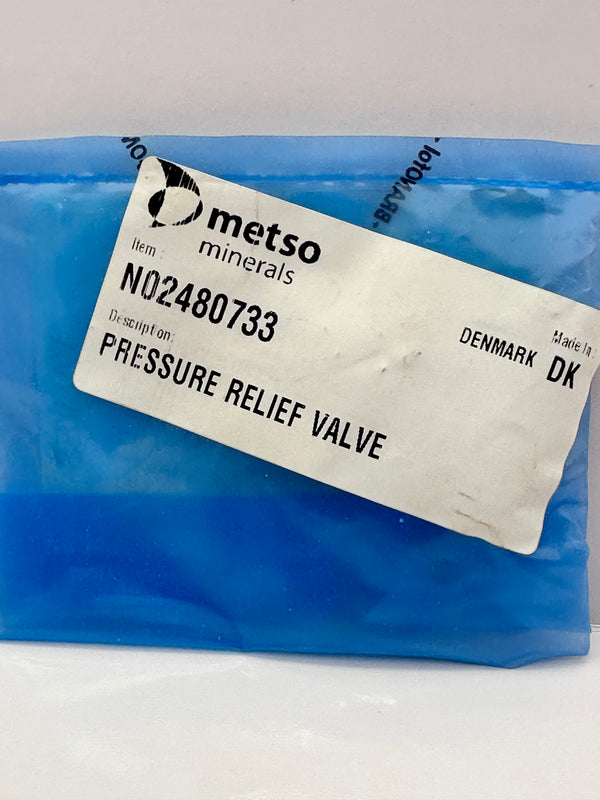 metso
minerals
Item :
N02480733
Description:
PRESSURE RELIEF VALVE
Made In :
DENMARK DK